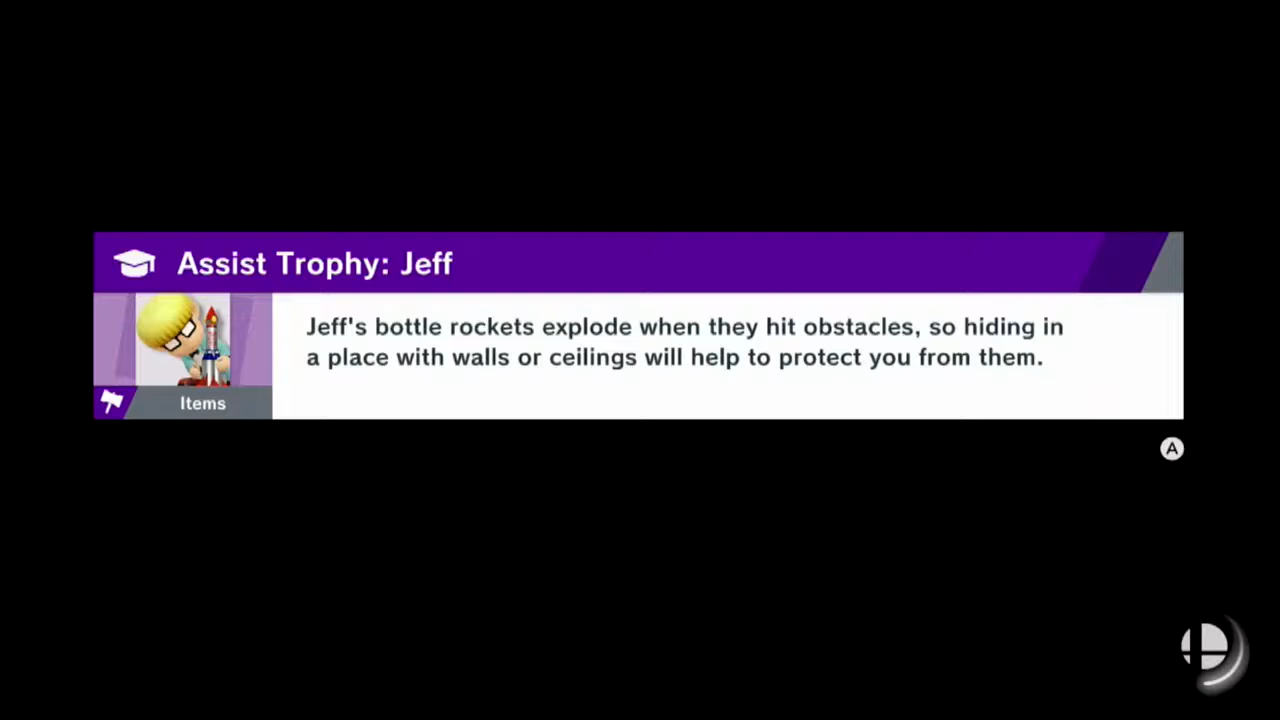 Assist Trophy: Jeff
Jeff's bottle rockets explode when they hit obstacles, so hiding in
a place with walls or ceilings will help to protect you from them.
Items
A